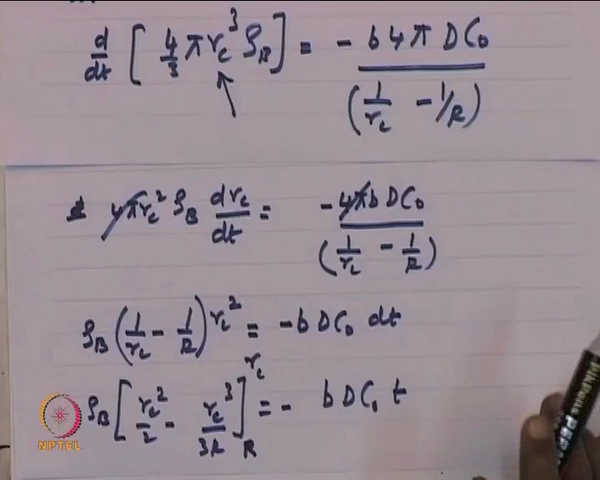 d/dt [ 4/3 π r_c^3 ρ_B ] = - b 4 π D C_0 / (1/r_c - 1/R)
4π r_c^2 ρ_B dr_c/dt = - 4π b D C_0 / (1/r_c - 1/R)
ρ_B (1/r_c - 1/R) r_c^2 = - b D C_0 dt
ρ_B [ r_c^2/2 - r_c^3/3R ]_R^{r_c} = - b D C_0 t
NPTEL